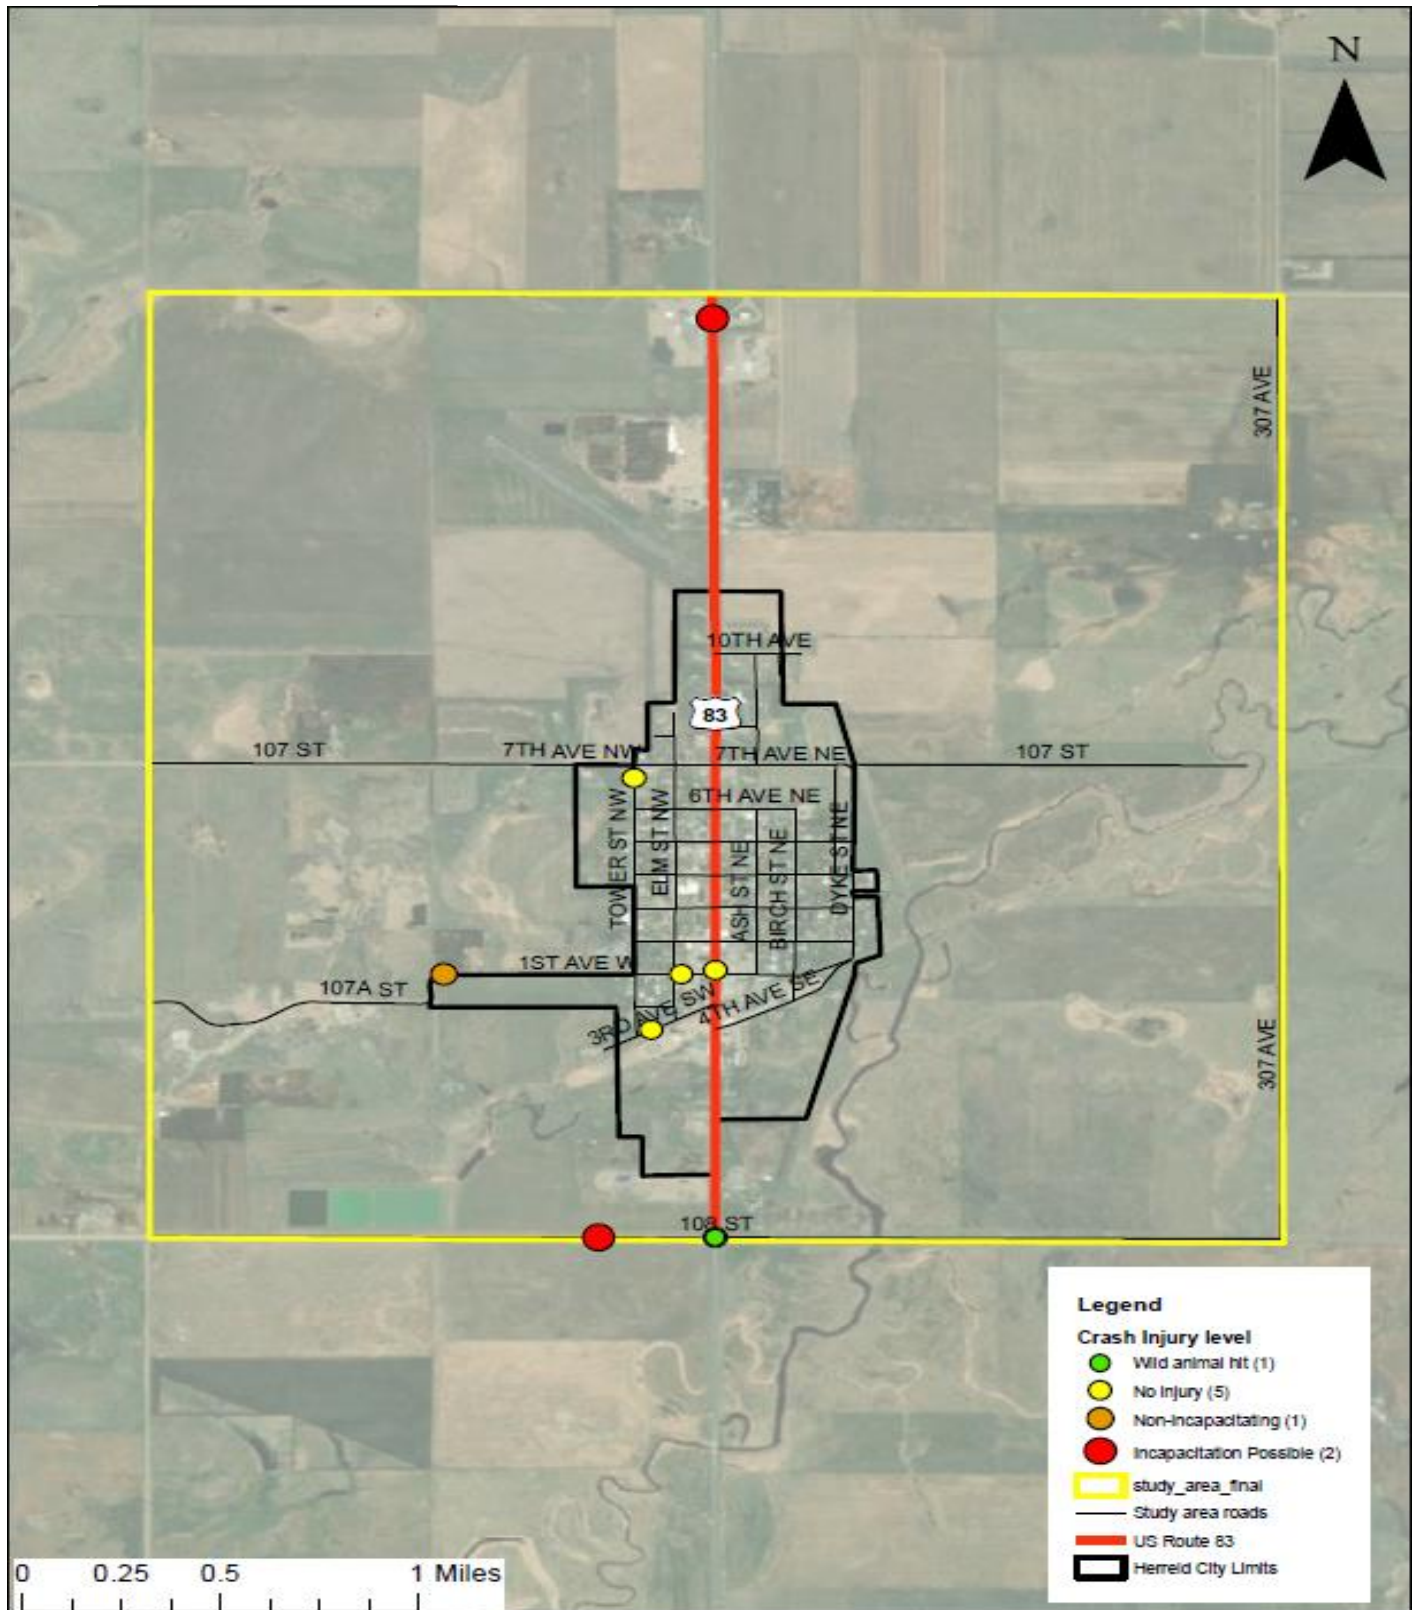 N
307 AVE
10TH AVE
83
107 ST
7TH AVE NW
7TH AVE NE
107 ST
6TH AVE NE
TOWER ST NW
ELM ST NW
ASH ST NE
BIRCH ST NE
DYKE ST NE
1ST AVE W
107A ST
3RD AVE SW
4TH AVE SE
307 AVE
108 ST
Legend
Crash Injury level
Wild animal hit (1)
No Injury (5)
Non-Incapacitating (1)
Incapacitation Possible (2)
study_area_final
Study area roads
US Route 83
Herreid City Limits
0 0.25 0.5 1 Miles